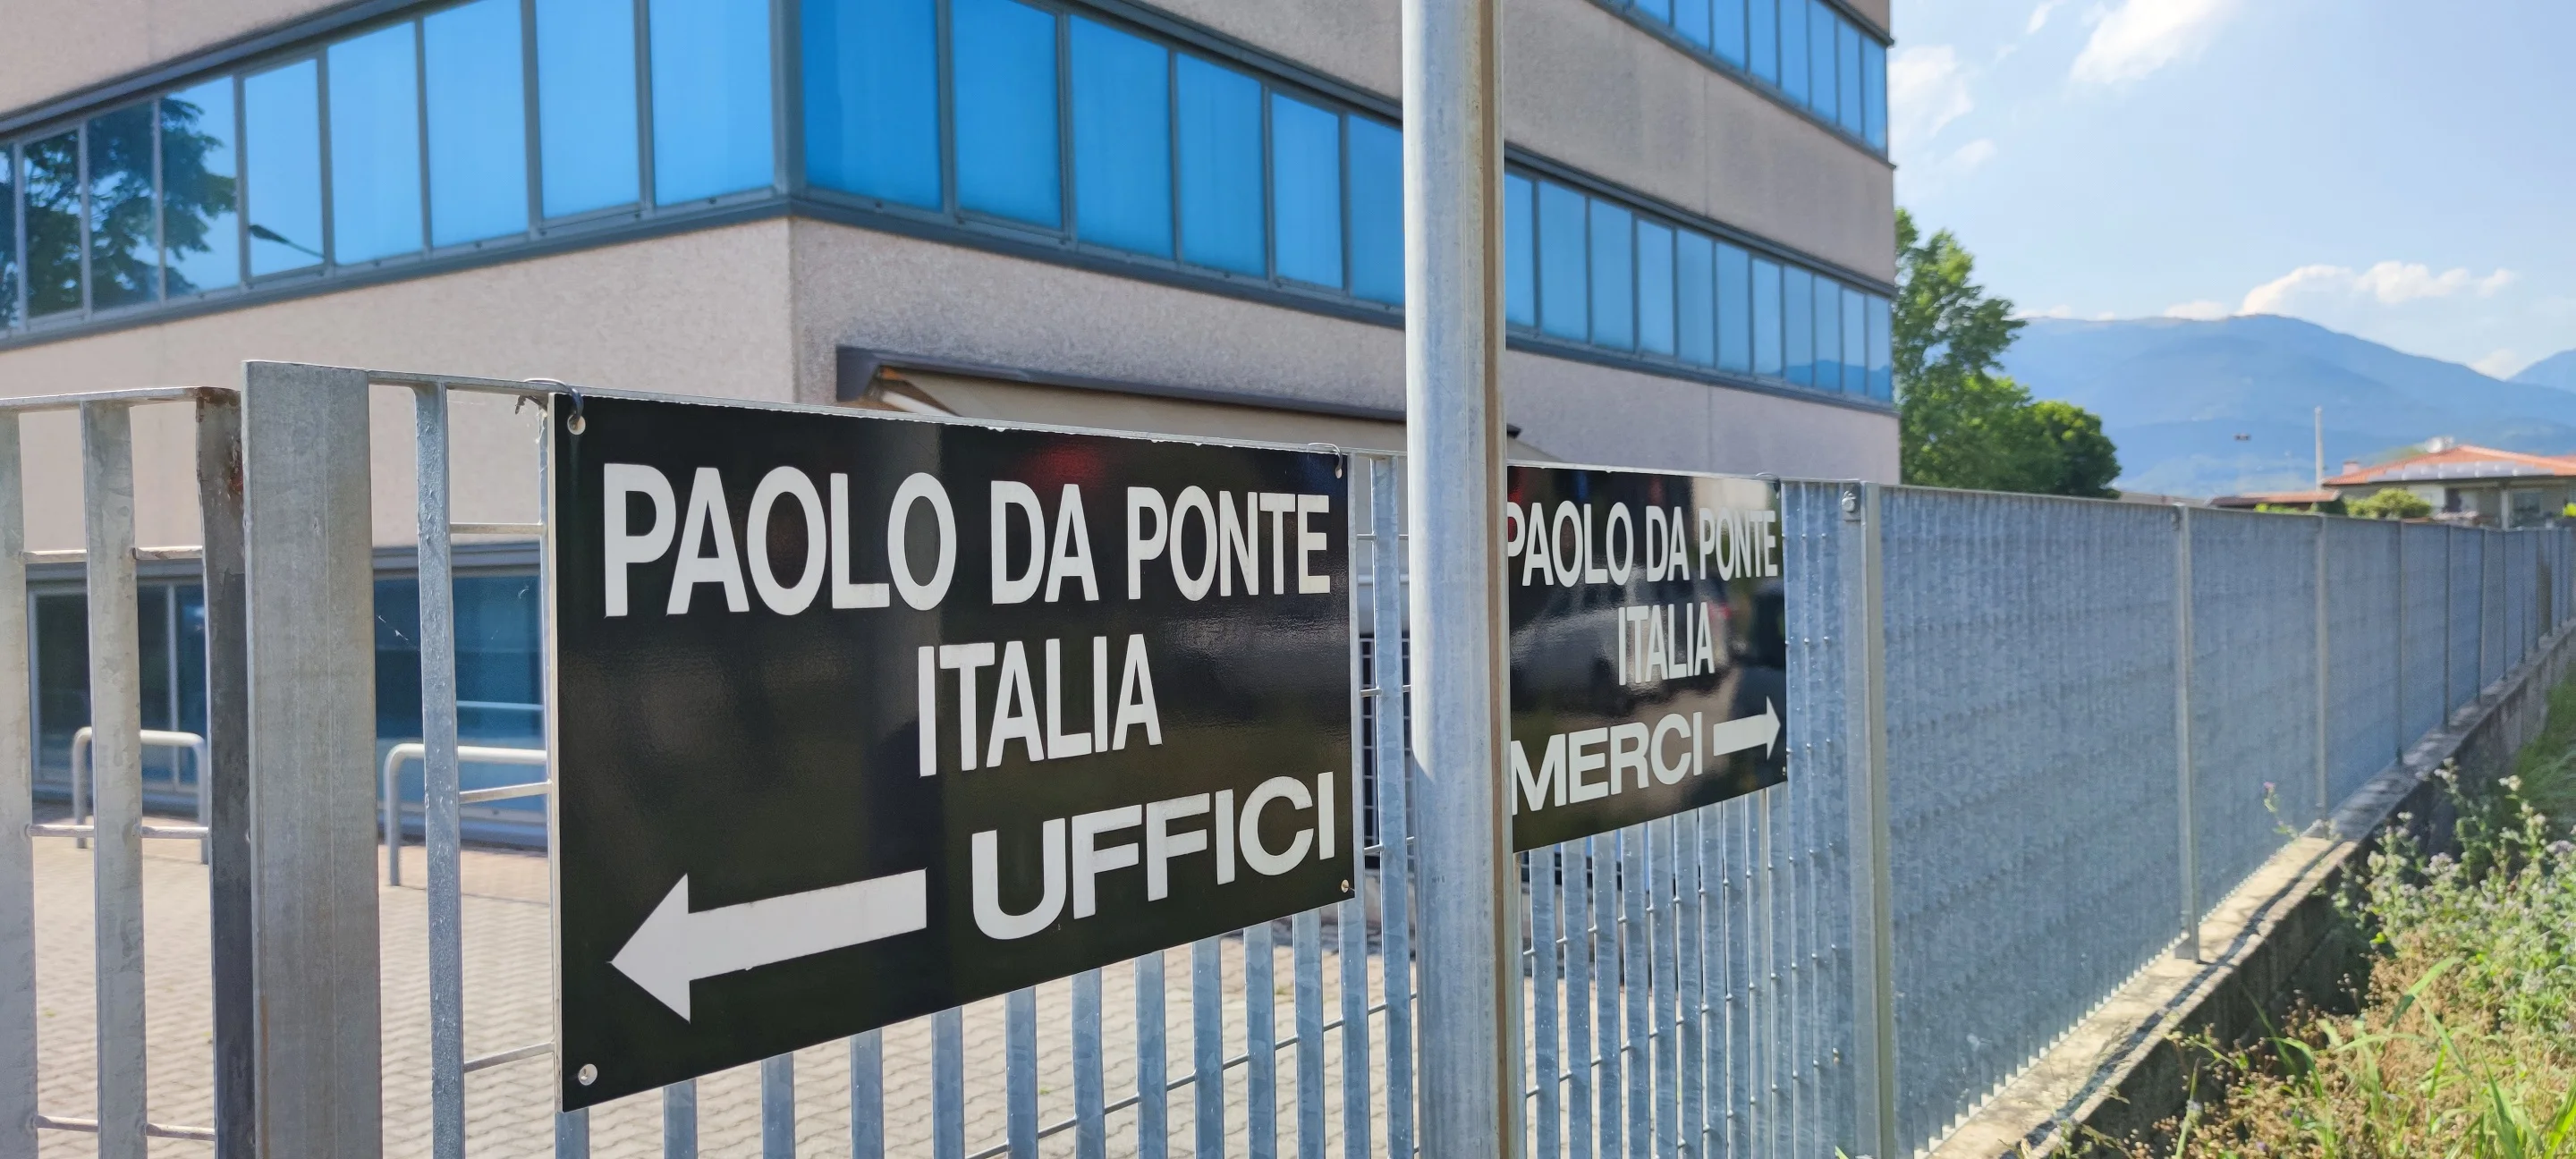 PAOLO DA PONTE
ITALIA
UFFICI
PAOLO DA PONTE
ITALIA
MERCI